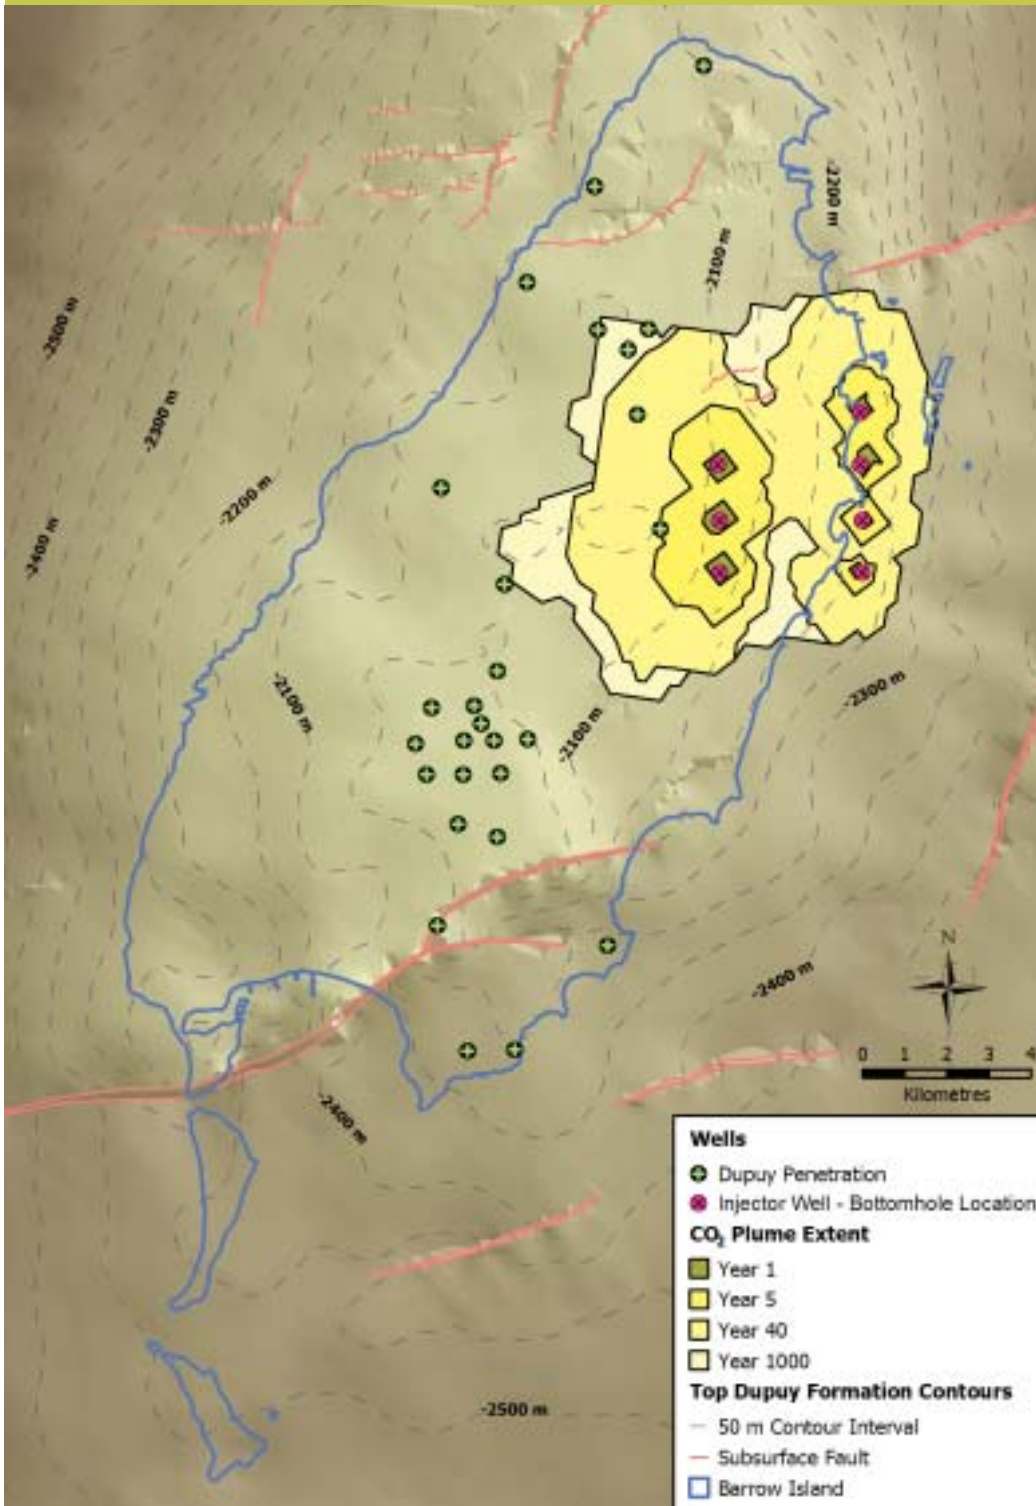 -2200 m
-2100 m
-2500 m
-2300 m
-2200 m
-2400 m
-2100 m
-2100 m
-2300 m
-2400 m
-2400 m
-2500 m
N
0 1 2 3 4
Kilometres
Wells
Dupuy Penetration
Injector Well - Bottomhole Location
CO₂ Plume Extent
Year 1
Year 5
Year 40
Year 1000
Top Dupuy Formation Contours
50 m Contour Interval
Subsurface Fault
Barrow Island